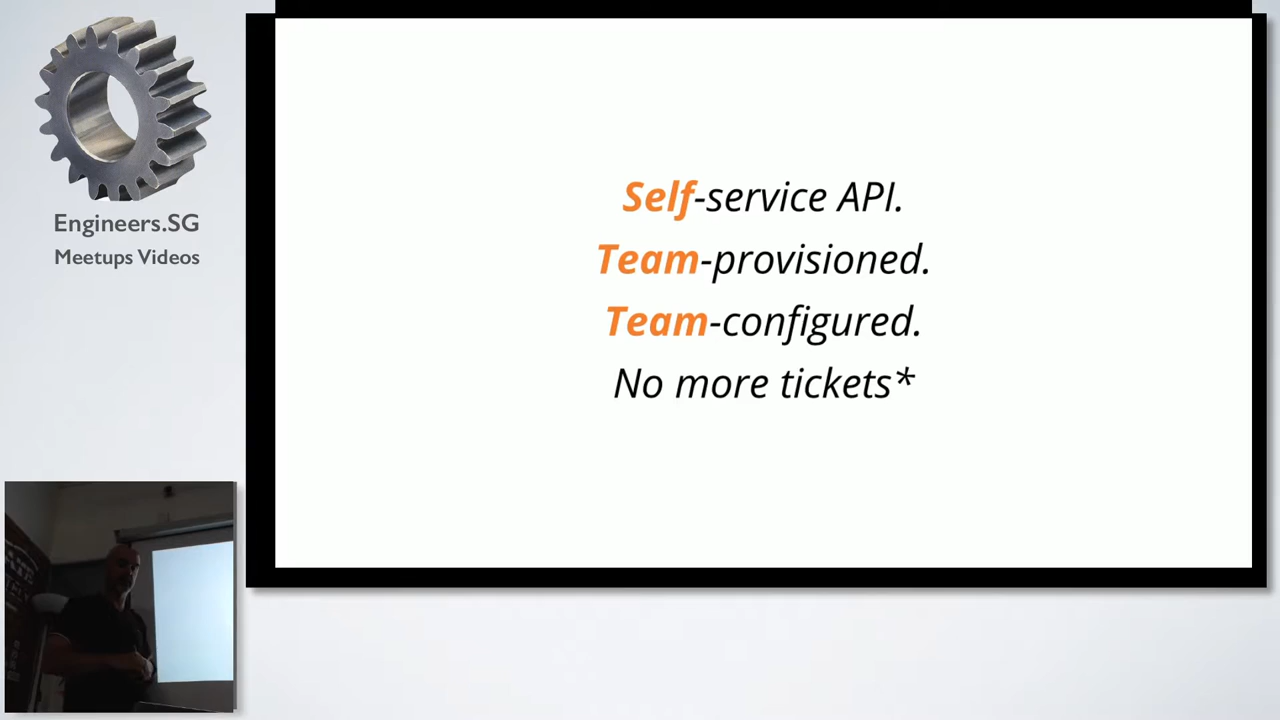 Engineers.SG
Meetups Videos
Self-service API.
Team-provisioned.
Team-configured.
No more tickets*